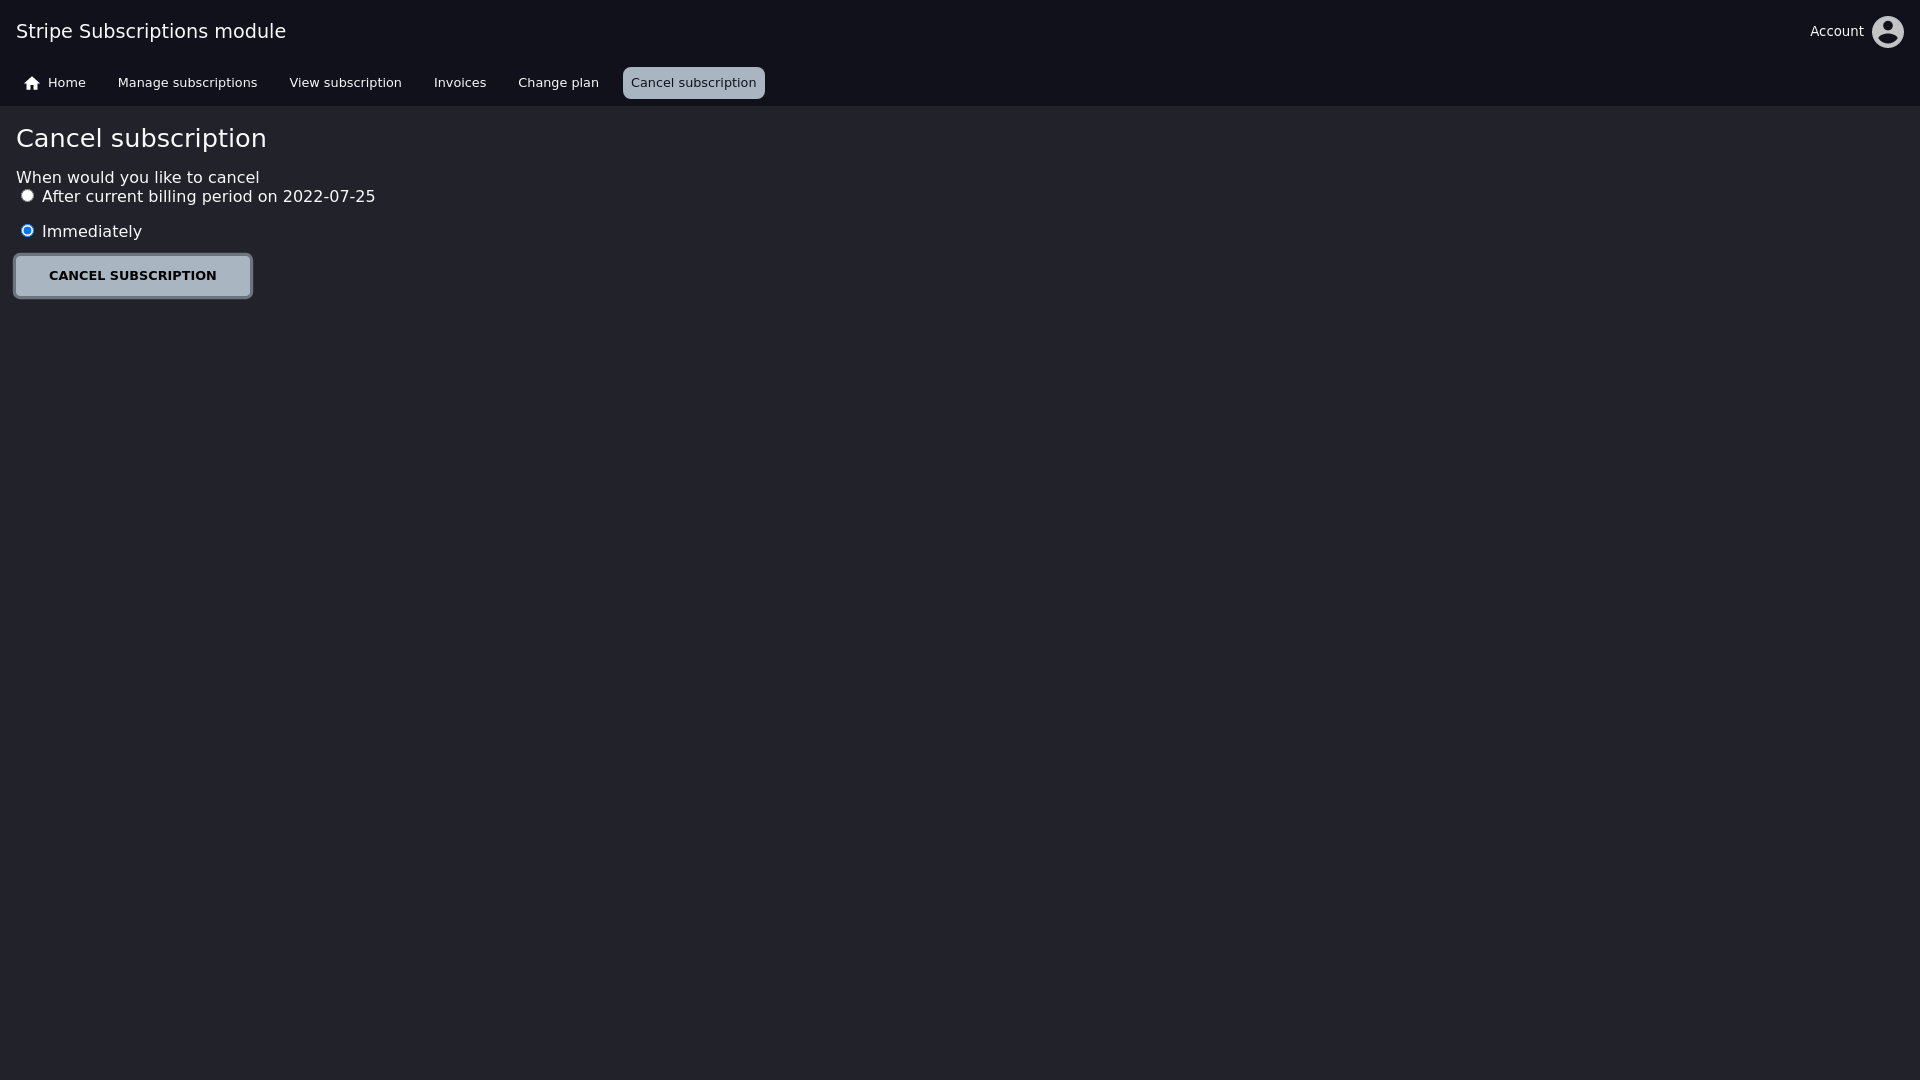 Stripe Subscriptions module
Account
Home
Manage subscriptions
View subscription
Invoices
Change plan
Cancel subscription
Cancel subscription
When would you like to cancel
After current billing period on 2022-07-25
Immediately
CANCEL SUBSCRIPTION